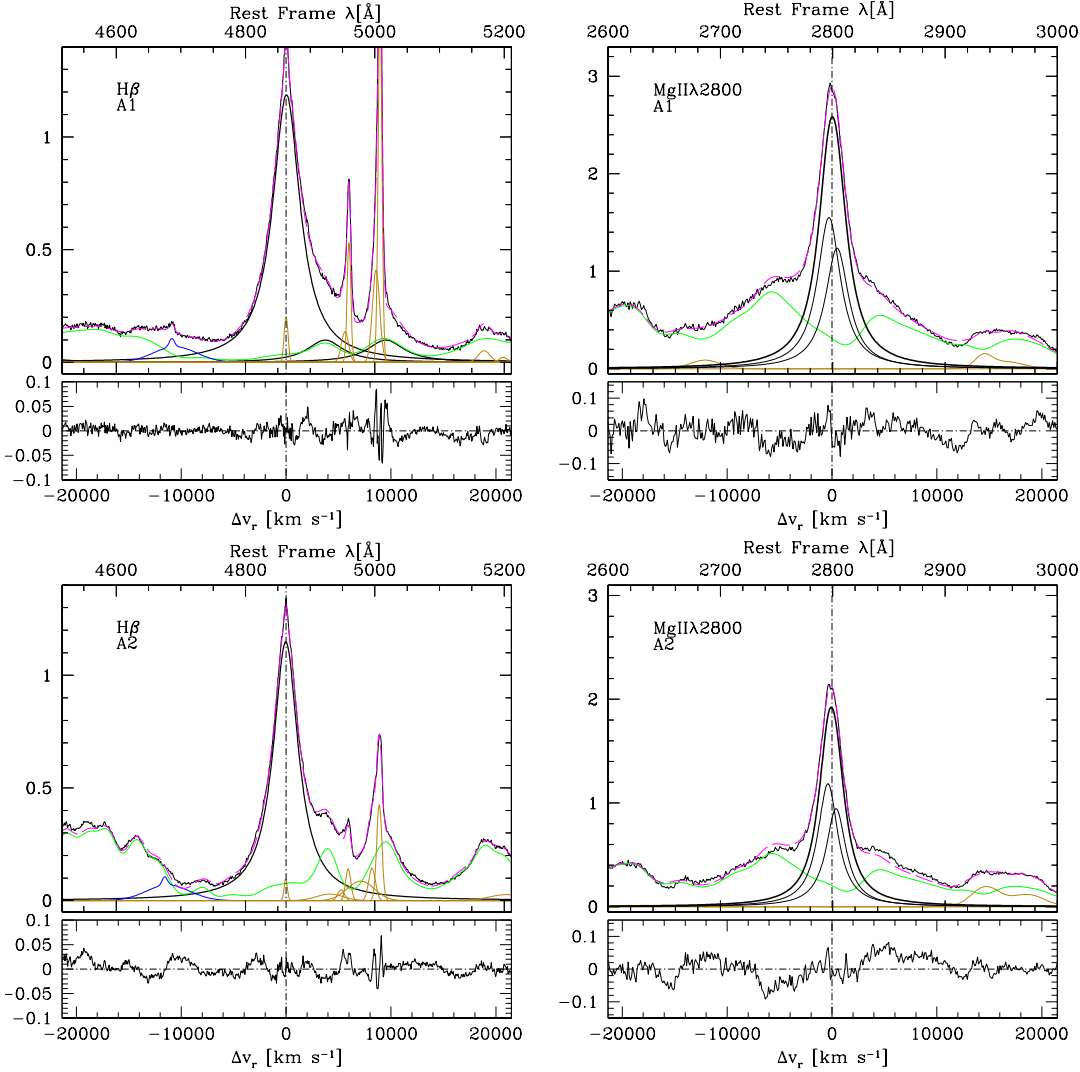 Rest Frame λ[Å]
4600 4800 5000 5200
Hβ
A1
1
0.5
0
0.1
0.05
0
−0.05
−0.1
−20000 −10000 0 10000 20000
Δv_r [km s⁻¹]
Rest Frame λ[Å]
2600 2700 2800 2900 3000
MgIIλ2800
A1
3
2
1
0
0.1
0
−0.1
−20000 −10000 0 10000 20000
Δv_r [km s⁻¹]
Rest Frame λ[Å]
4600 4800 5000 5200
Hβ
A2
1
0.5
0
0.1
0.05
0
−0.05
−0.1
−20000 −10000 0 10000 20000
Δv_r [km s⁻¹]
Rest Frame λ[Å]
2600 2700 2800 2900 3000
MgIIλ2800
A2
3
2
1
0
0.1
0
−0.1
−20000 −10000 0 10000 20000
Δv_r [km s⁻¹]